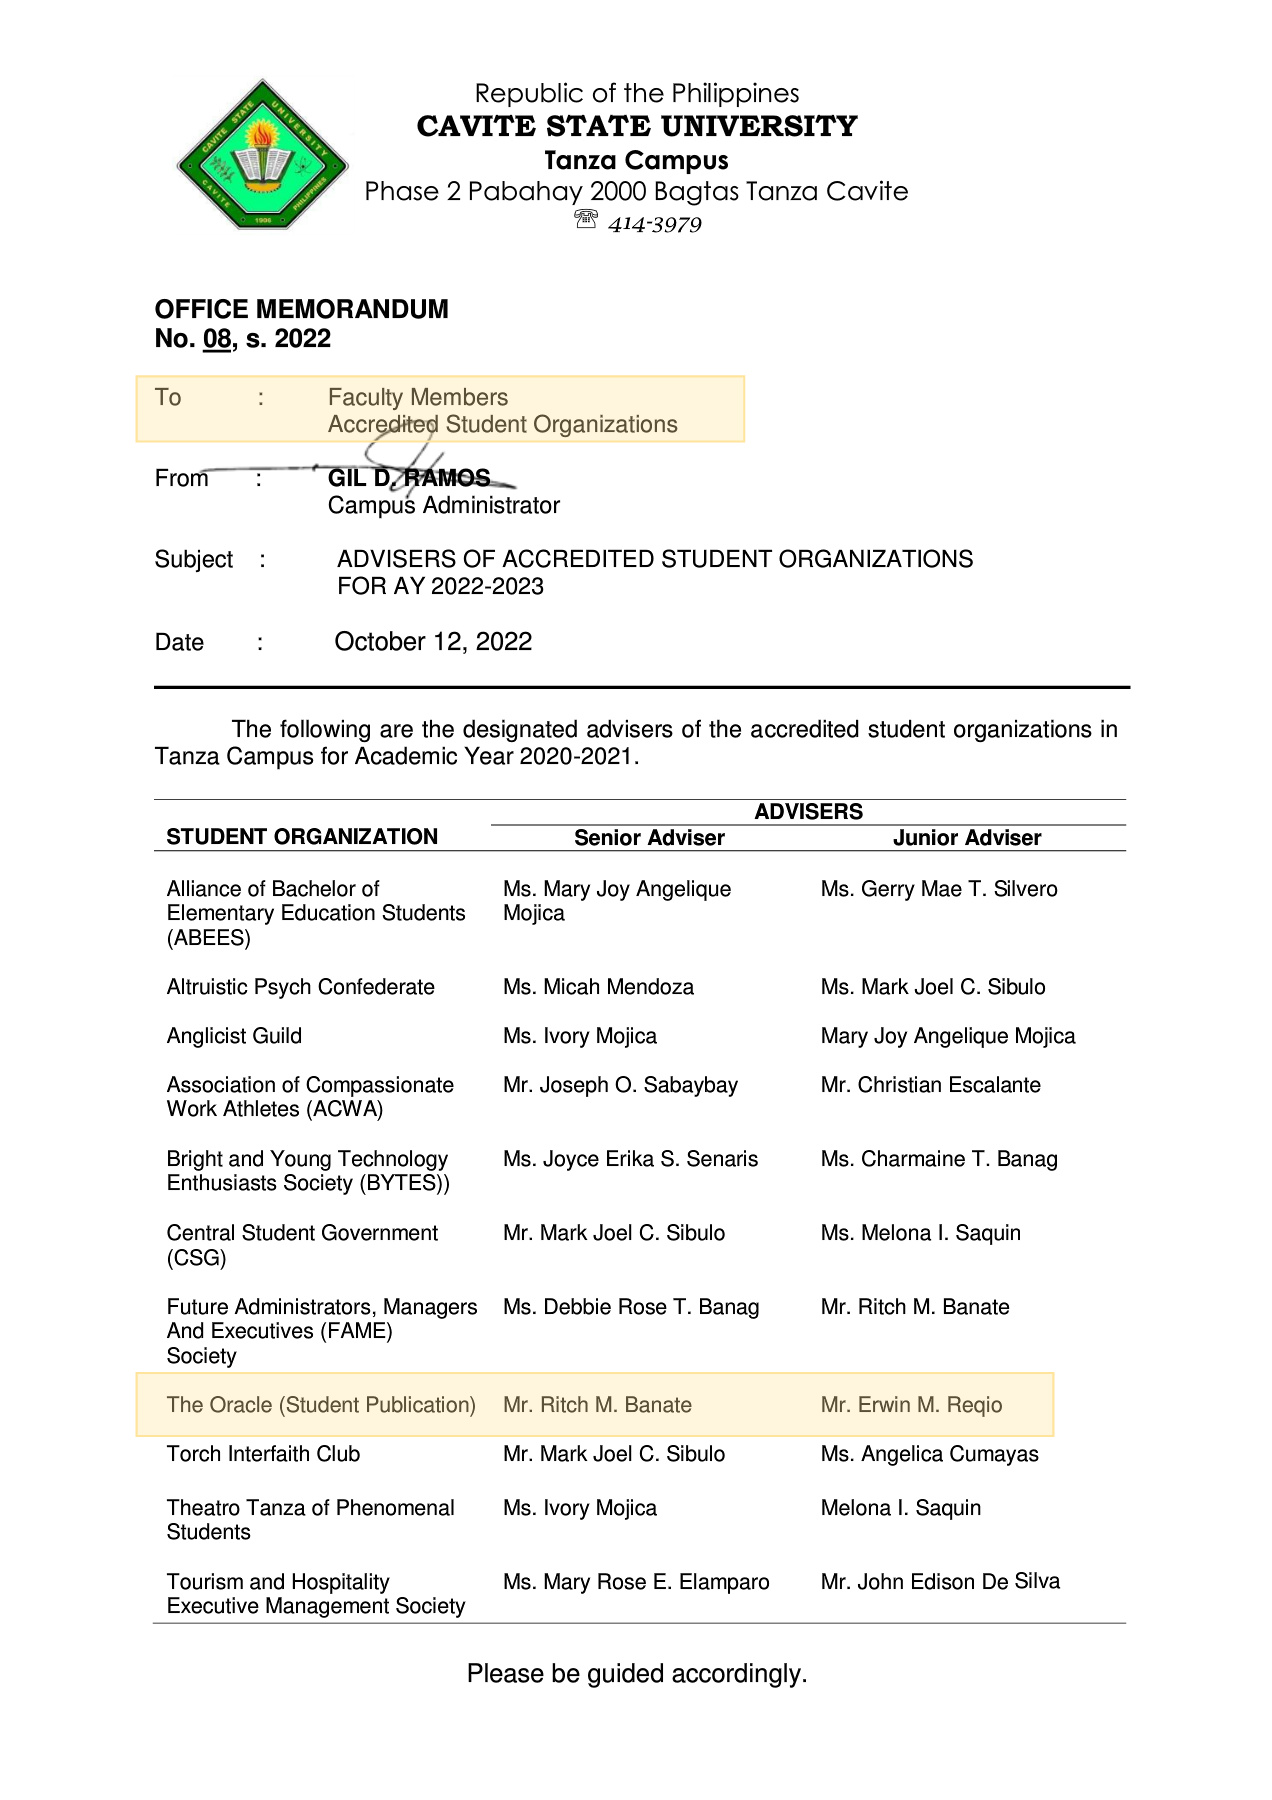 Republic of the Philippines
CAVITE STATE UNIVERSITY
Tanza Campus
Phase 2 Pabahay 2000 Bagtas Tanza Cavite
☏ 414-3979
CAVITE STATE UNIVERSITY
CAVITE PHILIPPINES
1906
OFFICE MEMORANDUM
No. 08, s. 2022
To : Faculty Members
Accredited Student Organizations
From : GIL D. RAMOS
Campus Administrator
Subject : ADVISERS OF ACCREDITED STUDENT ORGANIZATIONS
FOR AY 2022-2023
Date : October 12, 2022
The following are the designated advisers of the accredited student organizations in
Tanza Campus for Academic Year 2020-2021.
ADVISERS
STUDENT ORGANIZATION Senior Adviser Junior Adviser
Alliance of Bachelor of Ms. Mary Joy Angelique Ms. Gerry Mae T. Silvero
Elementary Education Students Mojica
(ABEES)
Altruistic Psych Confederate Ms. Micah Mendoza Ms. Mark Joel C. Sibulo
Anglicist Guild Ms. Ivory Mojica Mary Joy Angelique Mojica
Association of Compassionate Mr. Joseph O. Sabaybay Mr. Christian Escalante
Work Athletes (ACWA)
Bright and Young Technology Ms. Joyce Erika S. Senaris Ms. Charmaine T. Banag
Enthusiasts Society (BYTES))
Central Student Government Mr. Mark Joel C. Sibulo Ms. Melona I. Saquin
(CSG)
Future Administrators, Managers Ms. Debbie Rose T. Banag Mr. Ritch M. Banate
And Executives (FAME)
Society
The Oracle (Student Publication) Mr. Ritch M. Banate Mr. Erwin M. Reqio
Torch Interfaith Club Mr. Mark Joel C. Sibulo Ms. Angelica Cumayas
Theatro Tanza of Phenomenal Ms. Ivory Mojica Melona I. Saquin
Students
Tourism and Hospitality Ms. Mary Rose E. Elamparo Mr. John Edison De Silva
Executive Management Society
Please be guided accordingly.